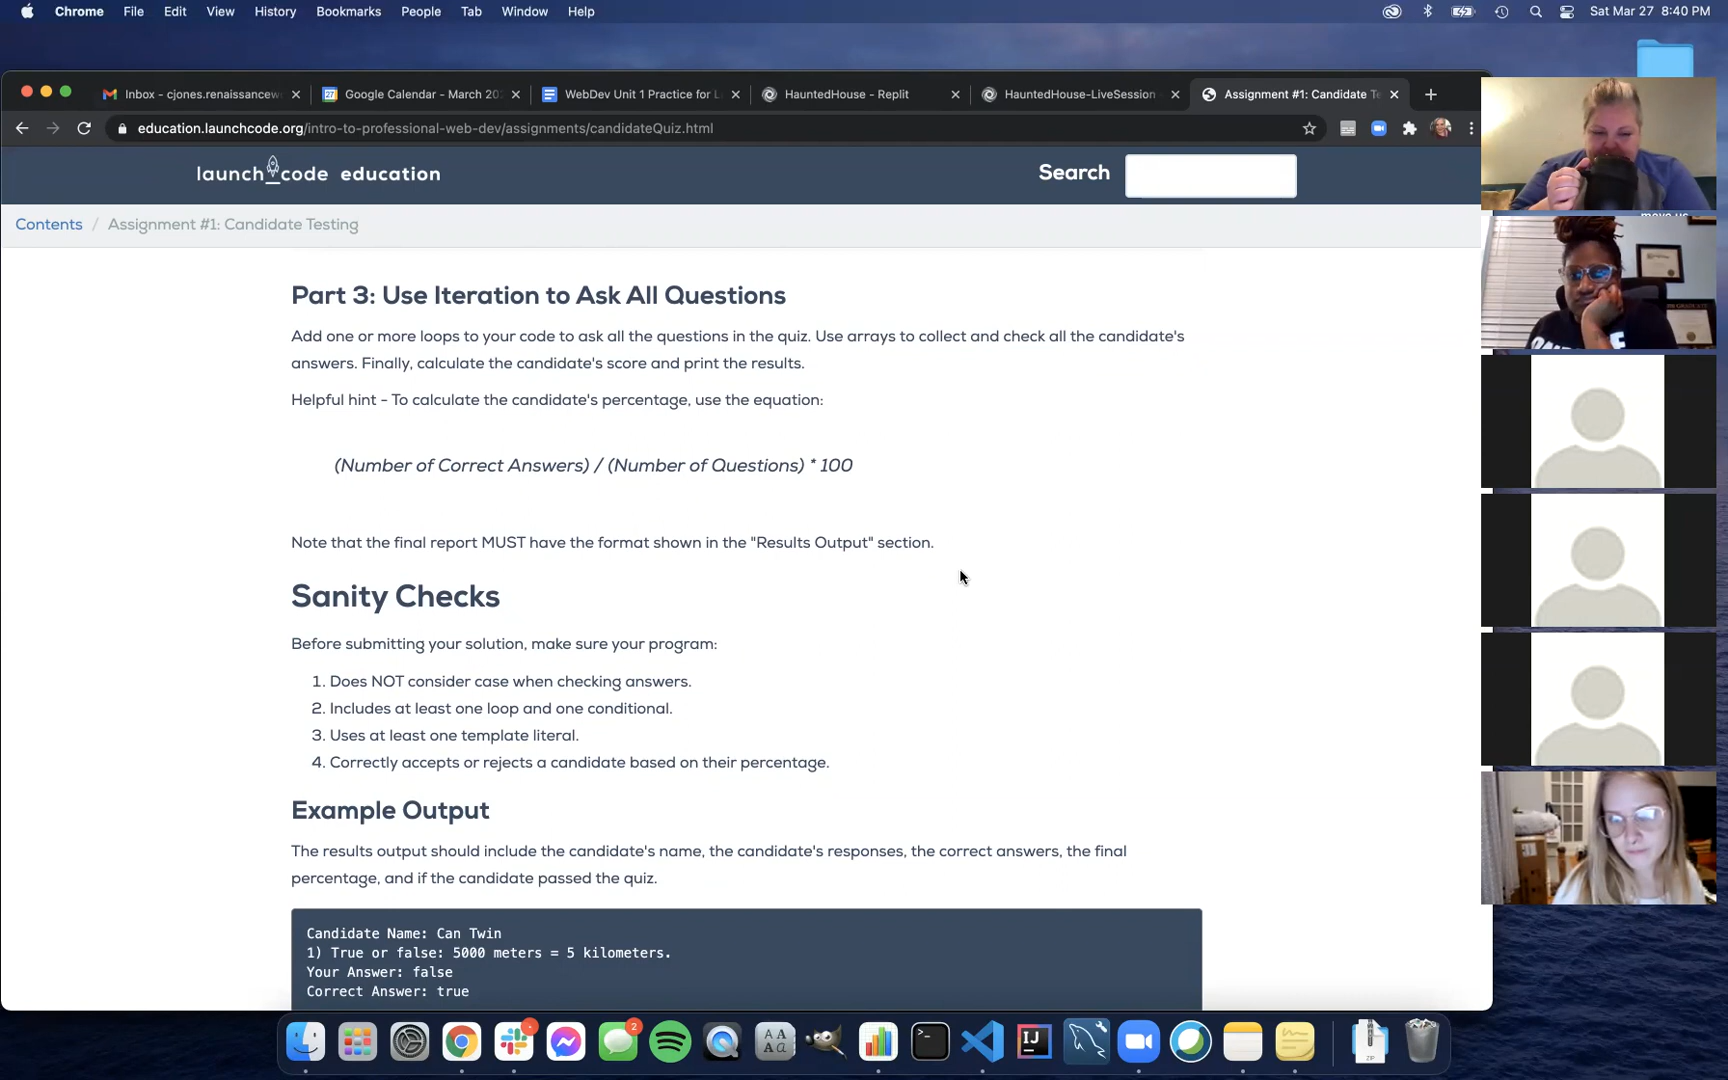 Chrome File Edit View History Bookmarks People Tab Window Help Sat Mar 27 8:40 PM
Inbox - cjones.renaissancew
Google Calendar - March 202
WebDev Unit 1 Practice for L
HauntedHouse - Replit
HauntedHouse-LiveSession
Assignment #1: Candidate Te
education.launchcode.org/intro-to-professional-web-dev/assignments/candidateQuiz.html
launch_code education
Search
Contents / Assignment #1: Candidate Testing
Part 3: Use Iteration to Ask All Questions
Add one or more loops to your code to ask all the questions in the quiz. Use arrays to collect and check all the candidate's
answers. Finally, calculate the candidate's score and print the results.
Helpful hint - To calculate the candidate's percentage, use the equation:
(Number of Correct Answers) / (Number of Questions) * 100
Note that the final report MUST have the format shown in the "Results Output" section.
Sanity Checks
Before submitting your solution, make sure your program:
1. Does NOT consider case when checking answers.
2. Includes at least one loop and one conditional.
3. Uses at least one template literal.
4. Correctly accepts or rejects a candidate based on their percentage.
Example Output
The results output should include the candidate's name, the candidate's responses, the correct answers, the final
percentage, and if the candidate passed the quiz.
Candidate Name: Can Twin
1) True or false: 5000 meters = 5 kilometers.
Your Answer: false
Correct Answer: true
2
AA
AA
IJ
ZIP